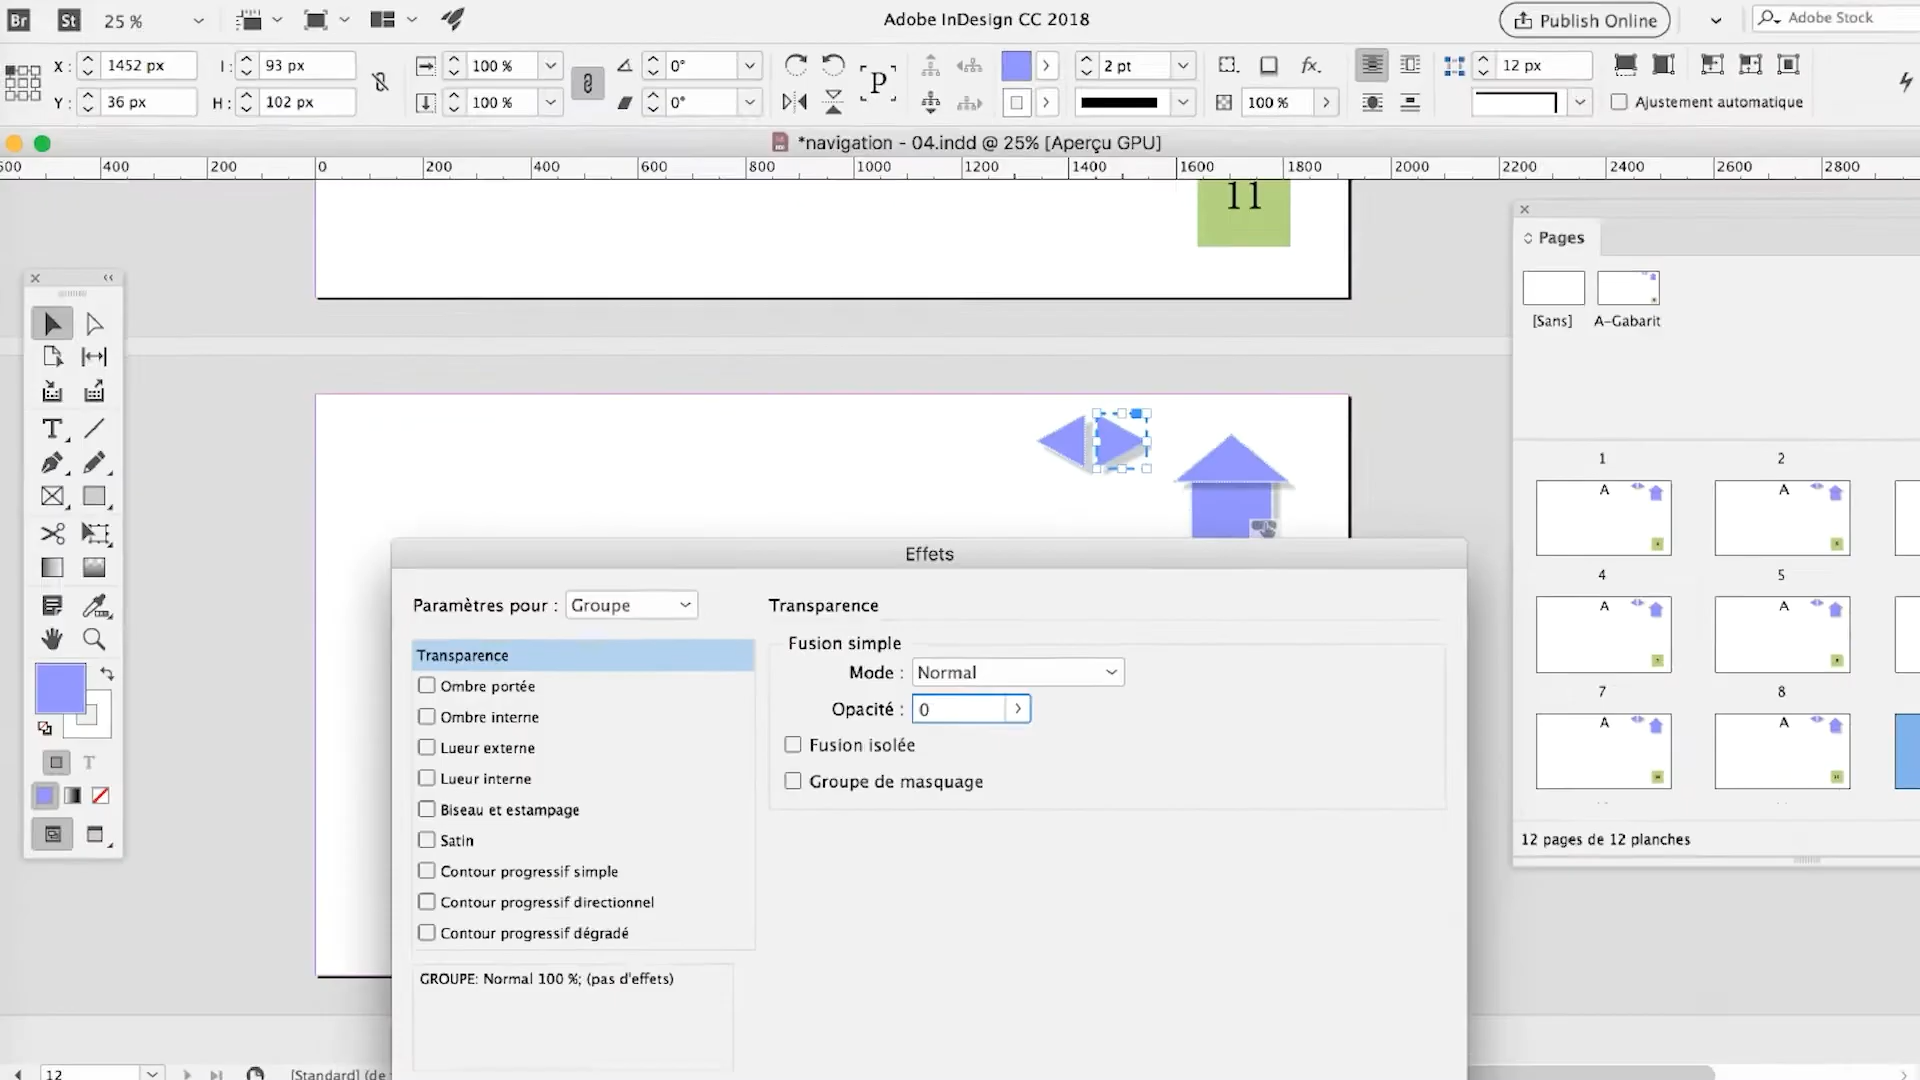 Br St 25 % Adobe InDesign CC 2018 Publish Online Adobe Stock
X : 1452 px I : 93 px 100 % 0° P 2 pt fx. 12 px
Y : 36 px H : 102 px 100 % 0° 100 % Ajustement automatique
*navigation - 04.indd @ 25% [Aperçu GPU]
400 200 0 200 400 600 800 1000 1200 1400 1600 1800 2000 2200 2400 2600 2800
11
Pages
[Sans] A-Gabarit
1 2
A A
4 5
A A
7 8
A A
12 pages de 12 planches
T
T
Effets
Paramètres pour : Groupe Transparence
Transparence
Ombre portée
Ombre interne
Lueur externe
Lueur interne
Biseau et estampage
Satin
Contour progressif simple
Contour progressif directionnel
Contour progressif dégradé
GROUPE: Normal 100 %; (pas d'effets)
Fusion simple
Mode : Normal
Opacité : 0
Fusion isolée
Groupe de masquage
12 [Standard] (de